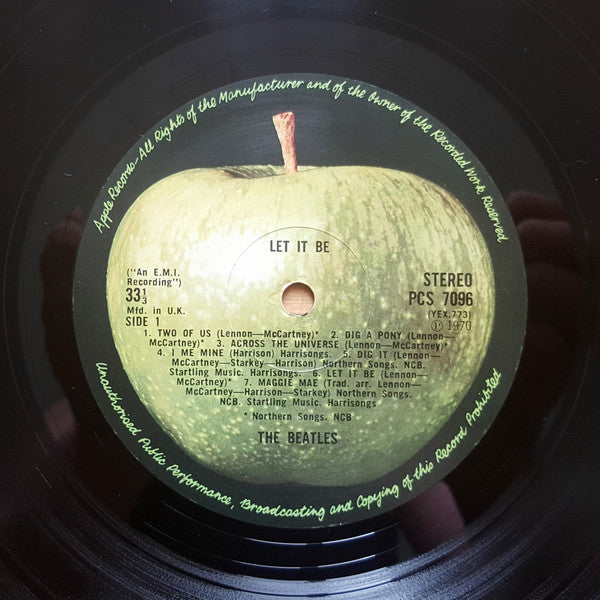 Apple Records—All Rights of the Manufacturer and of the Owner of the Recorded Work Reserved
LET IT BE
("An E.M.I.
Recording")
33⅓
Mfd. in U.K.
SIDE 1
STEREO
PCS 7096
(YEX.773)
℗ 1970
1. TWO OF US (Lennon—McCartney)* 2. DIG A PONY (Lennon—
McCartney)* 3. ACROSS THE UNIVERSE (Lennon—McCartney)*
4. I ME MINE (Harrison) Harrisongs. 5. DIG IT (Lennon—
McCartney—Starkey—Harrison) Northern Songs. NCB.
Startling Music. Harrisongs. 6. LET IT BE (Lennon—
McCartney)* 7. MAGGIE MAE (Trad. arr. Lennon—
McCartney—Harrison—Starkey) Northern Songs.
NCB. Startling Music. Harrisongs
* Northern Songs. NCB
THE BEATLES
Unauthorised Public Performance, Broadcasting and Copying of this Record Prohibited